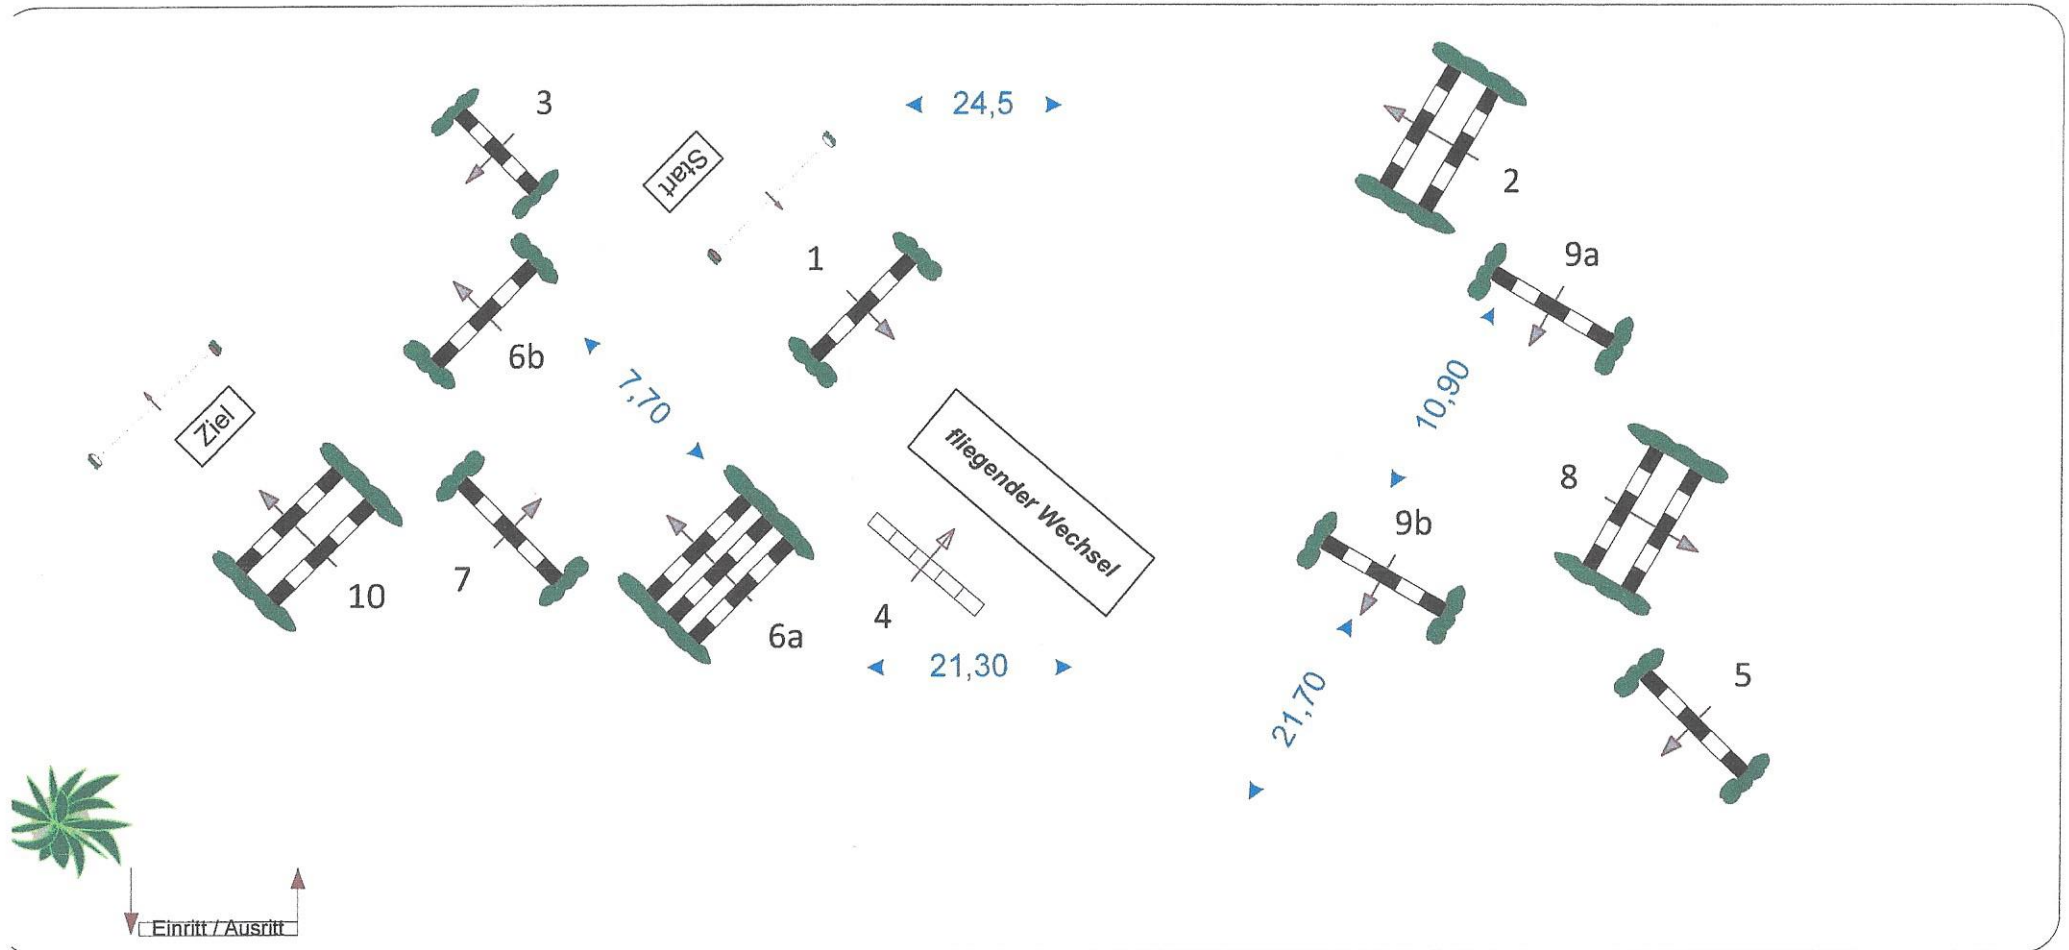 3
24,5
Start
2
1
9a
6b
7,70
10,90
Ziel
fliegender Wechsel
8
9b
7
10
4
6a
21,30
5
21,70
Einritt / Ausritt